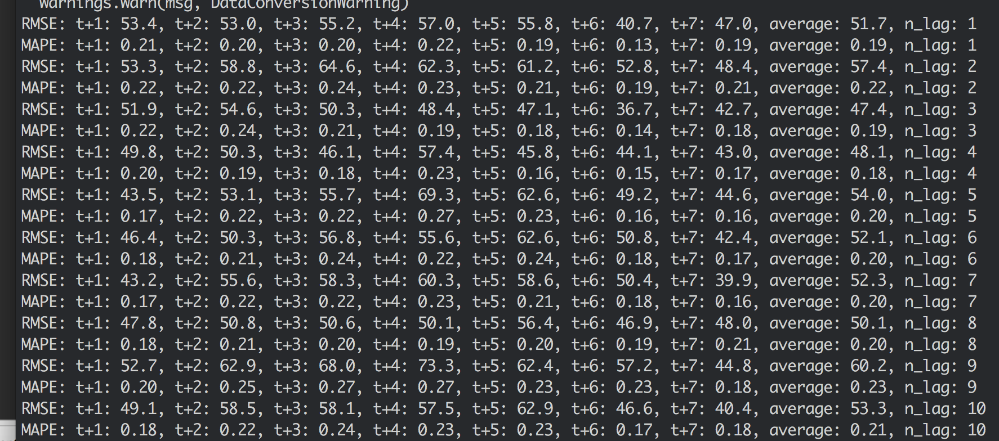 warnings.warn(msg, DataConversionWarning)
RMSE: t+1: 53.4, t+2: 53.0, t+3: 55.2, t+4: 57.0, t+5: 55.8, t+6: 40.7, t+7: 47.0, average: 51.7, n_lag: 1
MAPE: t+1: 0.21, t+2: 0.20, t+3: 0.20, t+4: 0.22, t+5: 0.19, t+6: 0.13, t+7: 0.19, average: 0.19, n_lag: 1
RMSE: t+1: 53.3, t+2: 58.8, t+3: 64.6, t+4: 62.3, t+5: 61.2, t+6: 52.8, t+7: 48.4, average: 57.4, n_lag: 2
MAPE: t+1: 0.22, t+2: 0.22, t+3: 0.24, t+4: 0.23, t+5: 0.21, t+6: 0.19, t+7: 0.21, average: 0.22, n_lag: 2
RMSE: t+1: 51.9, t+2: 54.6, t+3: 50.3, t+4: 48.4, t+5: 47.1, t+6: 36.7, t+7: 42.7, average: 47.4, n_lag: 3
MAPE: t+1: 0.22, t+2: 0.24, t+3: 0.21, t+4: 0.19, t+5: 0.18, t+6: 0.14, t+7: 0.18, average: 0.19, n_lag: 3
RMSE: t+1: 49.8, t+2: 50.3, t+3: 46.1, t+4: 57.4, t+5: 45.8, t+6: 44.1, t+7: 43.0, average: 48.1, n_lag: 4
MAPE: t+1: 0.20, t+2: 0.19, t+3: 0.18, t+4: 0.23, t+5: 0.16, t+6: 0.15, t+7: 0.17, average: 0.18, n_lag: 4
RMSE: t+1: 43.5, t+2: 53.1, t+3: 55.7, t+4: 69.3, t+5: 62.6, t+6: 49.2, t+7: 44.6, average: 54.0, n_lag: 5
MAPE: t+1: 0.17, t+2: 0.22, t+3: 0.22, t+4: 0.27, t+5: 0.23, t+6: 0.16, t+7: 0.16, average: 0.20, n_lag: 5
RMSE: t+1: 46.4, t+2: 50.3, t+3: 56.8, t+4: 55.6, t+5: 62.6, t+6: 50.8, t+7: 42.4, average: 52.1, n_lag: 6
MAPE: t+1: 0.18, t+2: 0.21, t+3: 0.24, t+4: 0.22, t+5: 0.24, t+6: 0.18, t+7: 0.17, average: 0.20, n_lag: 6
RMSE: t+1: 43.2, t+2: 55.6, t+3: 58.3, t+4: 60.3, t+5: 58.6, t+6: 50.4, t+7: 39.9, average: 52.3, n_lag: 7
MAPE: t+1: 0.17, t+2: 0.22, t+3: 0.22, t+4: 0.23, t+5: 0.21, t+6: 0.18, t+7: 0.16, average: 0.20, n_lag: 7
RMSE: t+1: 47.8, t+2: 50.8, t+3: 50.6, t+4: 50.1, t+5: 56.4, t+6: 46.9, t+7: 48.0, average: 50.1, n_lag: 8
MAPE: t+1: 0.18, t+2: 0.21, t+3: 0.20, t+4: 0.19, t+5: 0.20, t+6: 0.19, t+7: 0.21, average: 0.20, n_lag: 8
RMSE: t+1: 52.7, t+2: 62.9, t+3: 68.0, t+4: 73.3, t+5: 62.4, t+6: 57.2, t+7: 44.8, average: 60.2, n_lag: 9
MAPE: t+1: 0.20, t+2: 0.25, t+3: 0.27, t+4: 0.27, t+5: 0.23, t+6: 0.23, t+7: 0.18, average: 0.23, n_lag: 9
RMSE: t+1: 49.1, t+2: 58.5, t+3: 58.1, t+4: 57.5, t+5: 62.9, t+6: 46.6, t+7: 40.4, average: 53.3, n_lag: 10
MAPE: t+1: 0.18, t+2: 0.22, t+3: 0.24, t+4: 0.23, t+5: 0.23, t+6: 0.17, t+7: 0.18, average: 0.21, n_lag: 10